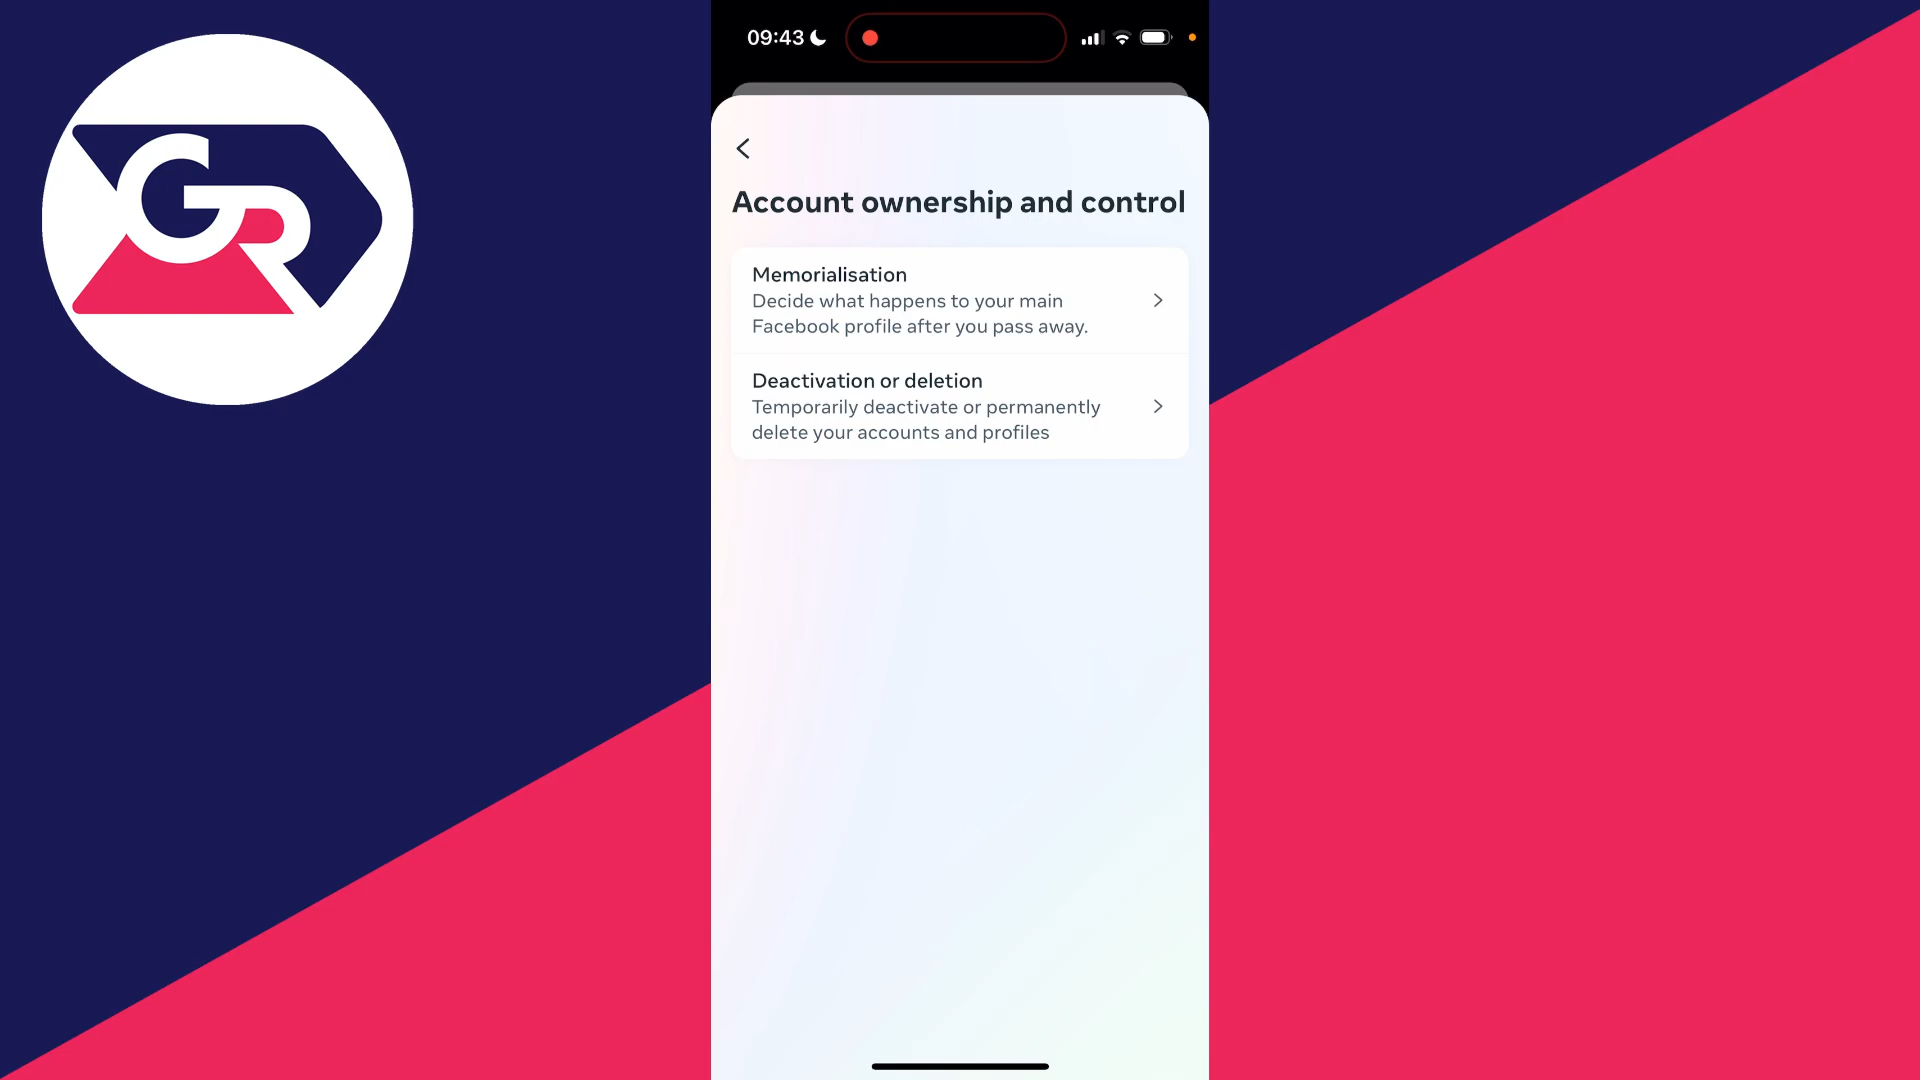 GR
09:43
Account ownership and control
Memorialisation
Decide what happens to your main
Facebook profile after you pass away.
Deactivation or deletion
Temporarily deactivate or permanently
delete your accounts and profiles